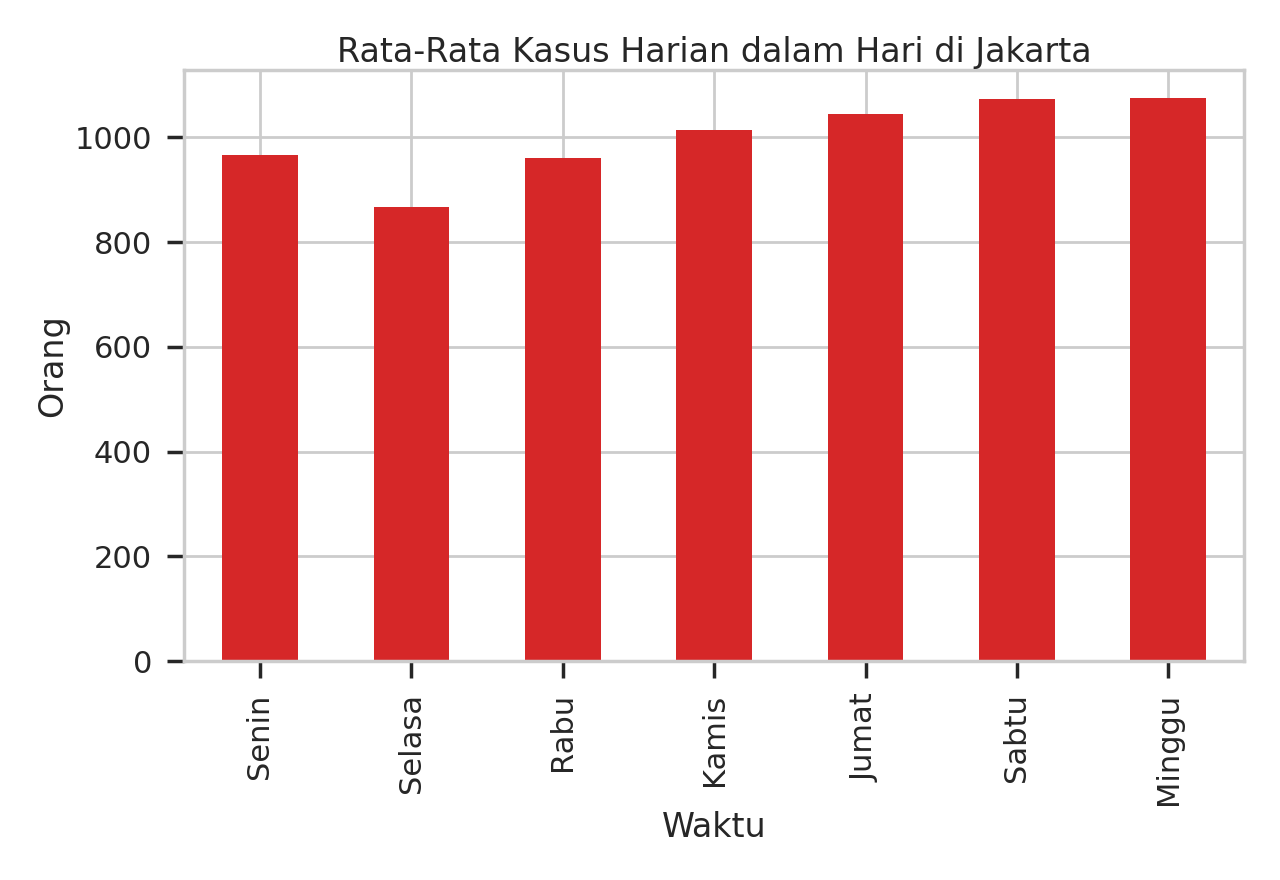 Rata-Rata Kasus Harian dalam Hari di Jakarta
1000
800
600
400
200
0
Orang
Senin
Selasa
Rabu
Kamis
Jumat
Sabtu
Minggu
Waktu